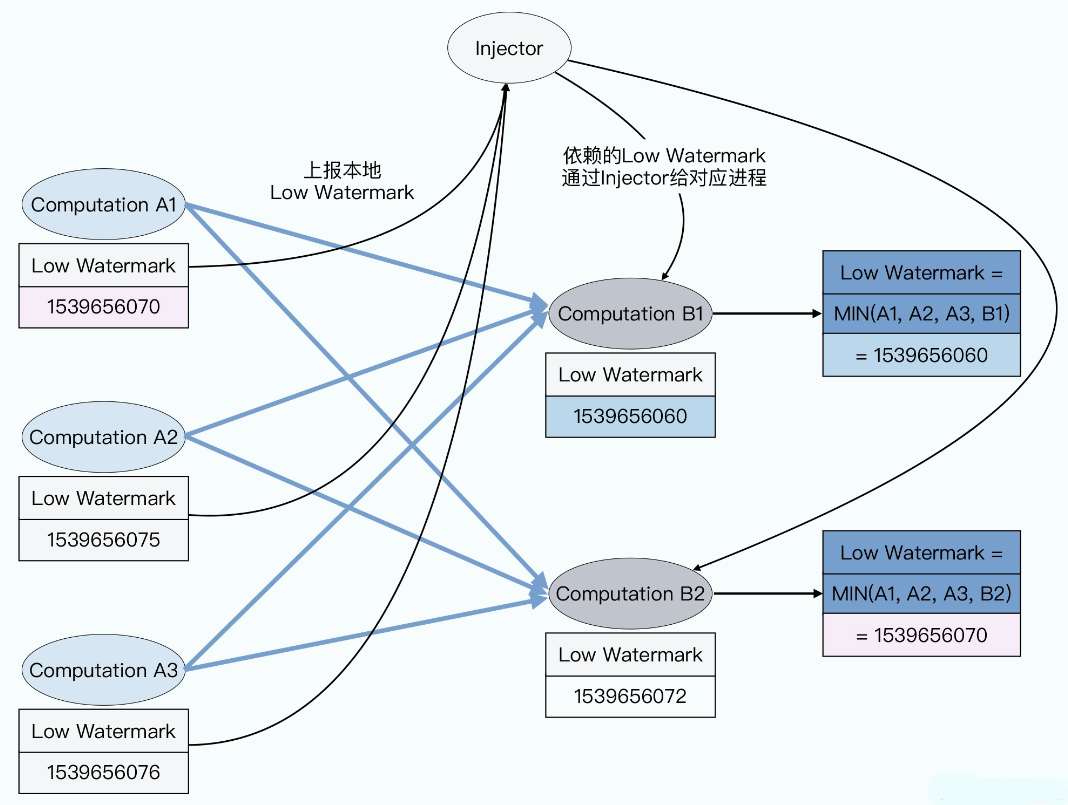 Injector
上报本地
Low Watermark
依赖的Low Watermark
通过Injector给对应进程
Computation A1
Low Watermark
1539656070
Computation B1
Low Watermark
1539656060
Low Watermark =
MIN(A1, A2, A3, B1)
= 1539656060
Computation A2
Low Watermark
1539656075
Computation B2
Low Watermark
1539656072
Low Watermark =
MIN(A1, A2, A3, B2)
= 1539656070
Computation A3
Low Watermark
1539656076